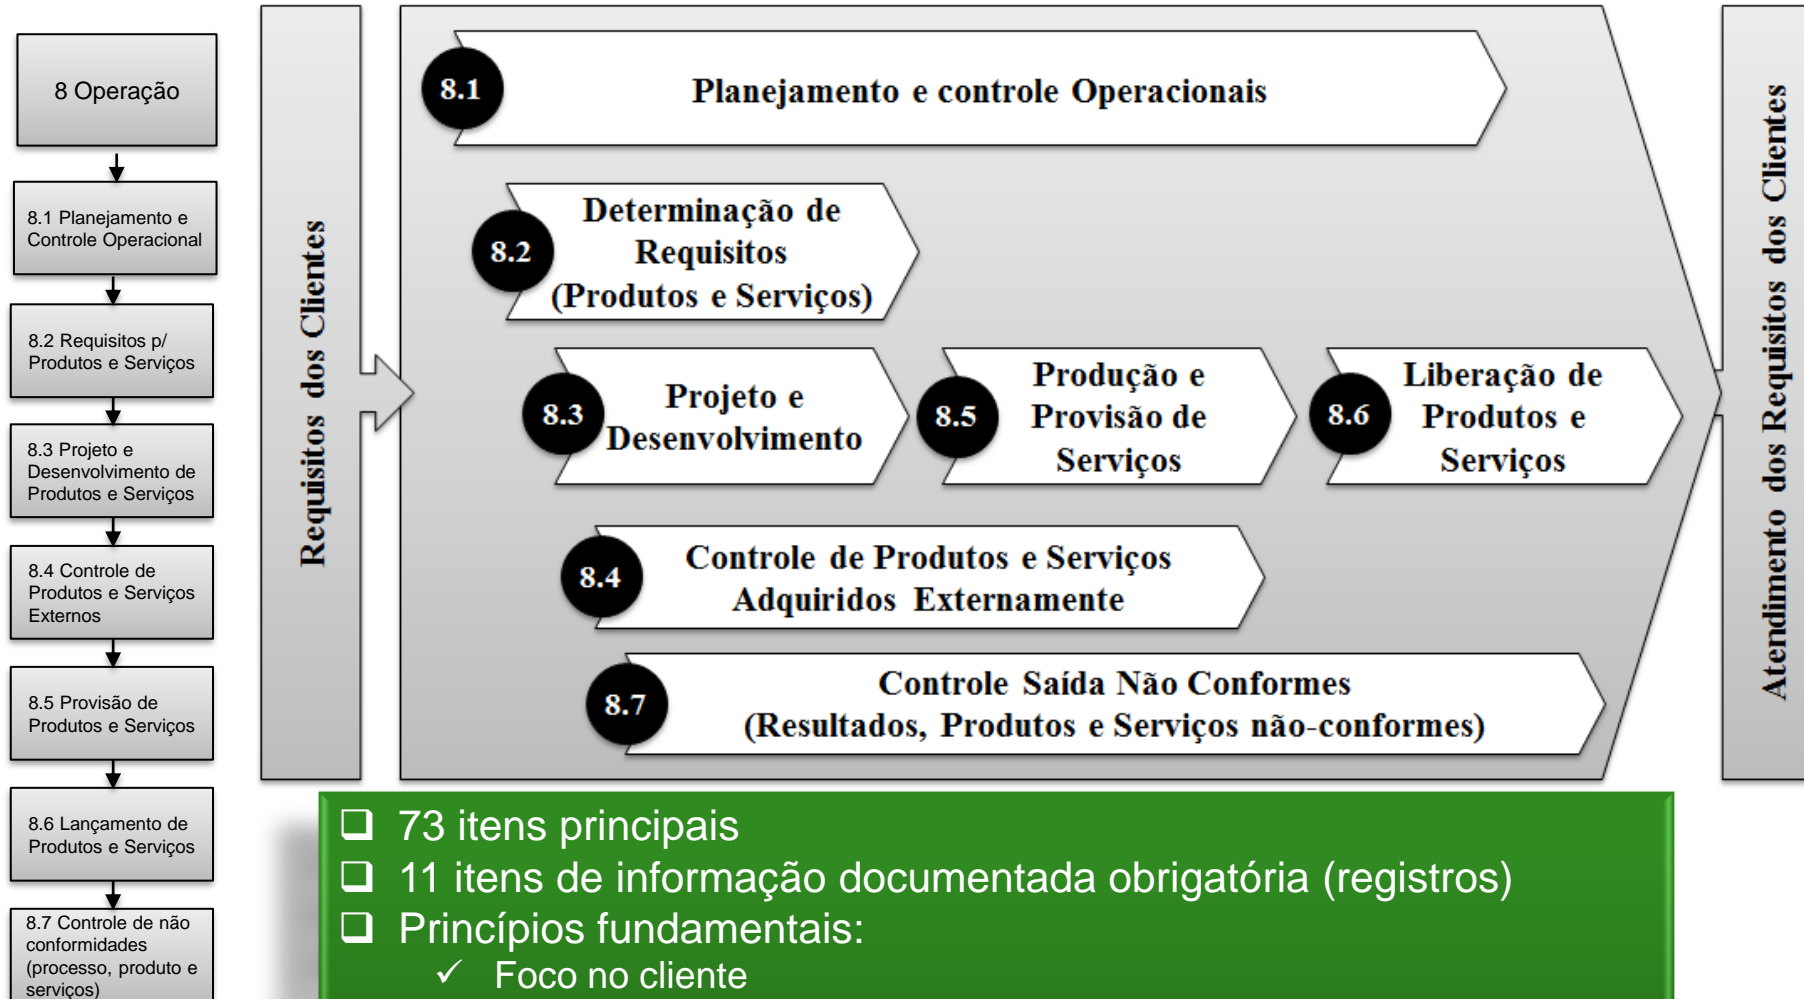 8 Operação
8.1 Planejamento e
Controle Operacional
8.2 Requisitos p/
Produtos e Serviços
8.3 Projeto e
Desenvolvimento de
Produtos e Serviços
8.4 Controle de
Produtos e Serviços
Externos
8.5 Provisão de
Produtos e Serviços
8.6 Lançamento de
Produtos e Serviços
8.7 Controle de não
conformidades
(processo, produto e
serviços)
Requisitos dos Clientes
8.1
Planejamento e controle Operacionais
8.2
Determinação de
Requisitos
(Produtos e Serviços)
8.3
Projeto e
Desenvolvimento
8.5
Produção e
Provisão de
Serviços
8.6
Liberação de
Produtos e
Serviços
8.4
Controle de Produtos e Serviços
Adquiridos Externamente
8.7
Controle Saída Não Conformes
(Resultados, Produtos e Serviços não-conformes)
Atendimento dos Requisitos dos Clientes
73 itens principais
11 itens de informação documentada obrigatória (registros)
Princípios fundamentais:
✓ Foco no cliente